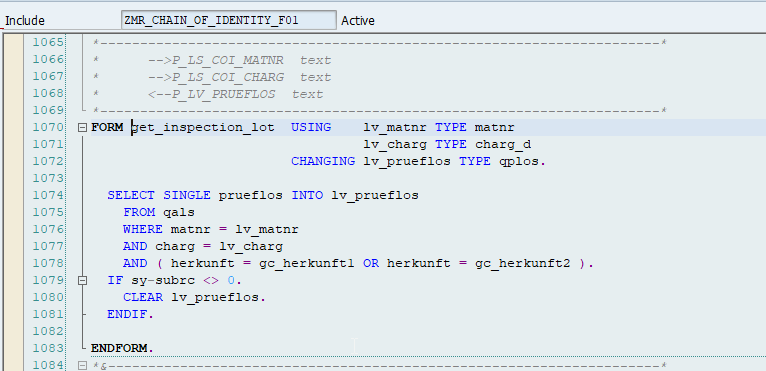 Include ZMR_CHAIN_OF_IDENTITY_F01 Active
1065 *----------------------------------------------------------------------*
1066 *      -->P_LS_COI_MATNR  text
1067 *      -->P_LS_COI_CHARG  text
1068 *      <--P_LV_PRUEFLOS  text
1069 *----------------------------------------------------------------------*
1070 FORM get_inspection_lot  USING    lv_matnr TYPE matnr
1071                                   lv_charg TYPE charg_d
1072                          CHANGING lv_prueflos TYPE qplos.
1073
1074   SELECT SINGLE prueflos INTO lv_prueflos
1075     FROM qals
1076     WHERE matnr = lv_matnr
1077     AND charg = lv_charg
1078     AND ( herkunft = gc_herkunft1 OR herkunft = gc_herkunft2 ).
1079   IF sy-subrc <> 0.
1080     CLEAR lv_prueflos.
1081   ENDIF.
1082
1083 ENDFORM.
1084 *&---------------------------------------------------------------------*